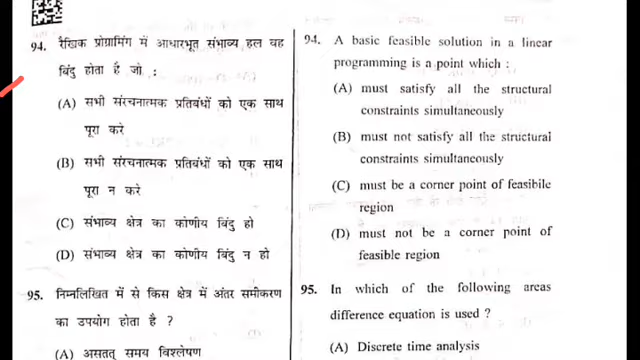 94. रैखिक प्रोग्रामिंग में आधारभूत संभाव्य हल वह
बिंदु होता है जो :
(A) सभी संरचनात्मक प्रतिबंधों को एक साथ
पूरा करे
(B) सभी संरचनात्मक प्रतिबंधों को एक साथ
पूरा न करे
(C) संभाव्य क्षेत्र का कोणीय बिंदु हो
(D) संभाव्य क्षेत्र का कोणीय बिंदु न हो
95. निम्नलिखित में से किस क्षेत्र में अंतर समीकरण
का उपयोग होता है ?
(A) असतत् समय विश्लेषण
94. A basic feasible solution in a linear
programming is a point which :
(A) must satisfy all the structural
constraints simultaneously
(B) must not satisfy all the structural
constraints simultaneously
(C) must be a corner point of feasibile
region
(D) must not be a corner point of
feasible region
95. In which of the following areas
difference equation is used ?
(A) Discrete time analysis